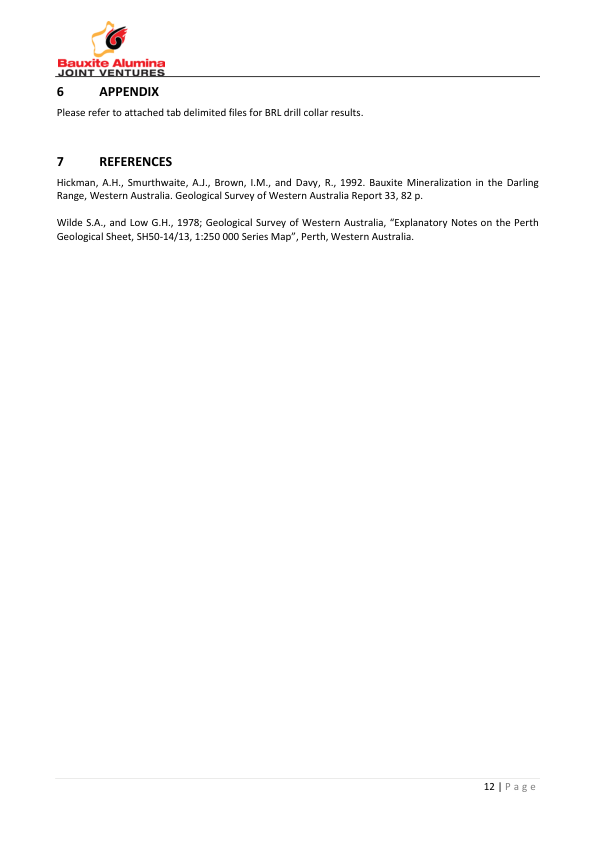 Bauxite Alumina
JOINT VENTURES
6 APPENDIX
Please refer to attached tab delimited files for BRL drill collar results.
7 REFERENCES
Hickman, A.H., Smurthwaite, A.J., Brown, I.M., and Davy, R., 1992. Bauxite Mineralization in the Darling
Range, Western Australia. Geological Survey of Western Australia Report 33, 82 p.
Wilde S.A., and Low G.H., 1978; Geological Survey of Western Australia, “Explanatory Notes on the Perth
Geological Sheet, SH50-14/13, 1:250 000 Series Map”, Perth, Western Australia.
12 | Page